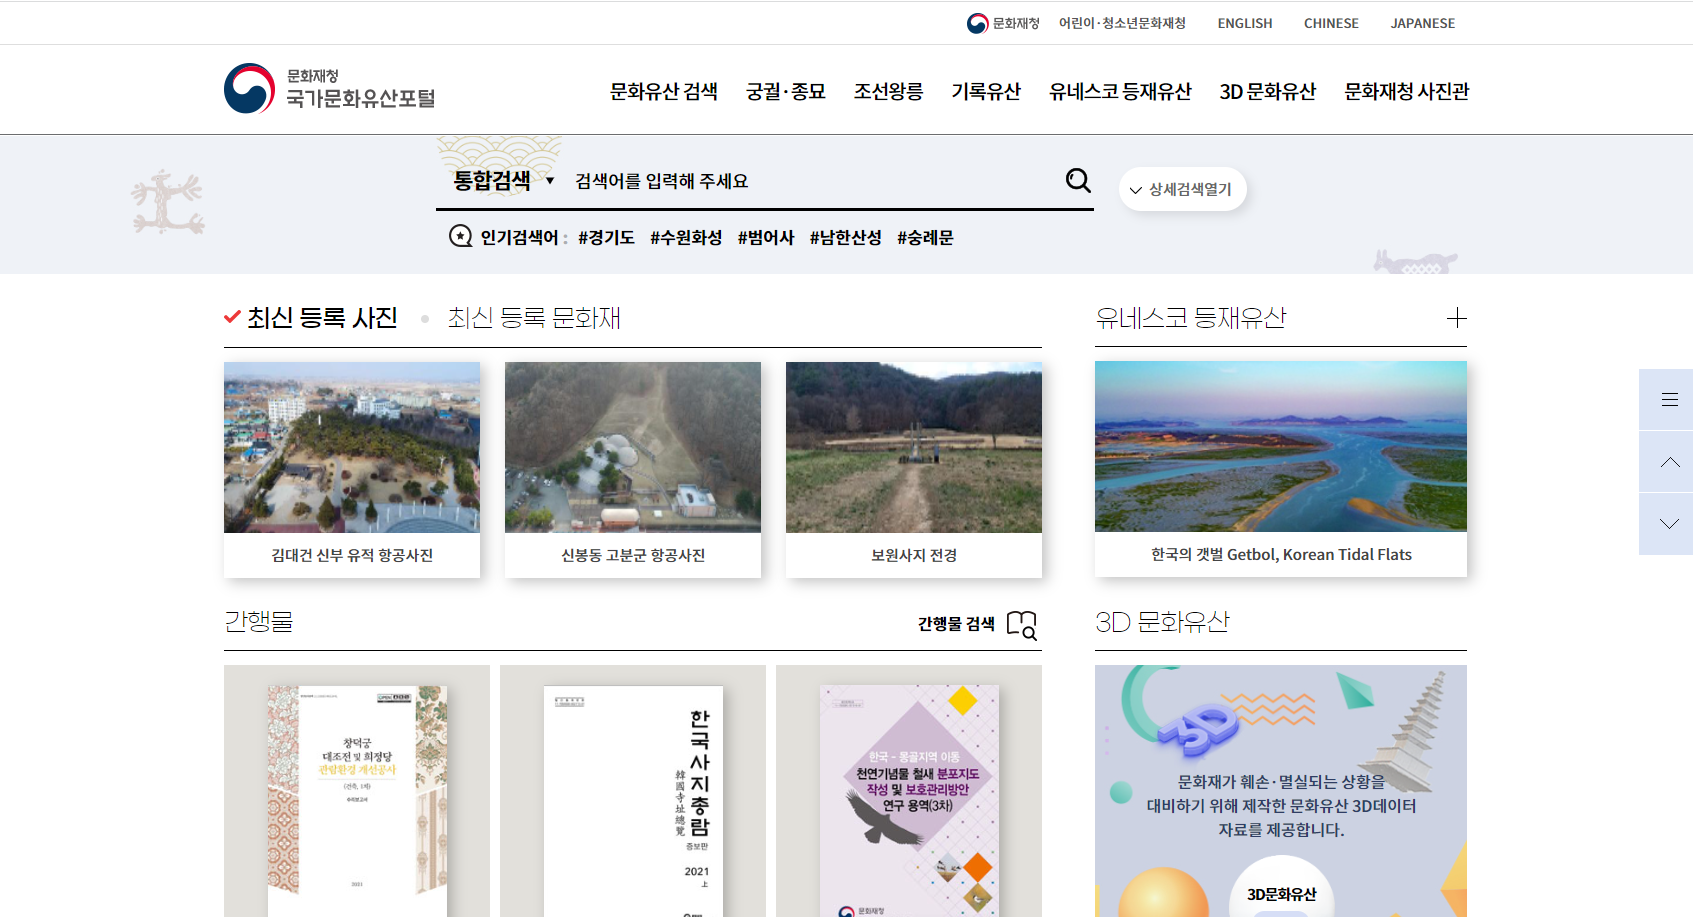 문화재청
어린이·청소년문화재청
ENGLISH
CHINESE
JAPANESE
문화재청
국가문화유산포털
문화유산 검색
궁궐·종묘
조선왕릉
기록유산
유네스코 등재유산
3D 문화유산
문화재청 사진관
통합검색
검색어를 입력해 주세요
상세검색열기
인기검색어 : #경기도 #수원화성 #범어사 #남한산성 #숭례문
최신 등록 사진
최신 등록 문화재
유네스코 등재유산
김대건 신부 유적 항공사진
신봉동 고분군 항공사진
보원사지 전경
한국의 갯벌 Getbol, Korean Tidal Flats
간행물
간행물 검색
3D 문화유산
창덕궁
대조전 및 희정당
관람환경 개선공사
(건축, 1차)
수리보고서
2021
한국사지총람
韓國寺址總覽
증보판
2021
上
한국 - 몽골지역 이동
천연기념물 철새 분포지도
작성 및 보호관리방안
연구 용역(3차)
문화재청
3D
문화재가 훼손·멸실되는 상황을
대비하기 위해 제작한 문화유산 3D데이터
자료를 제공합니다.
3D문화유산